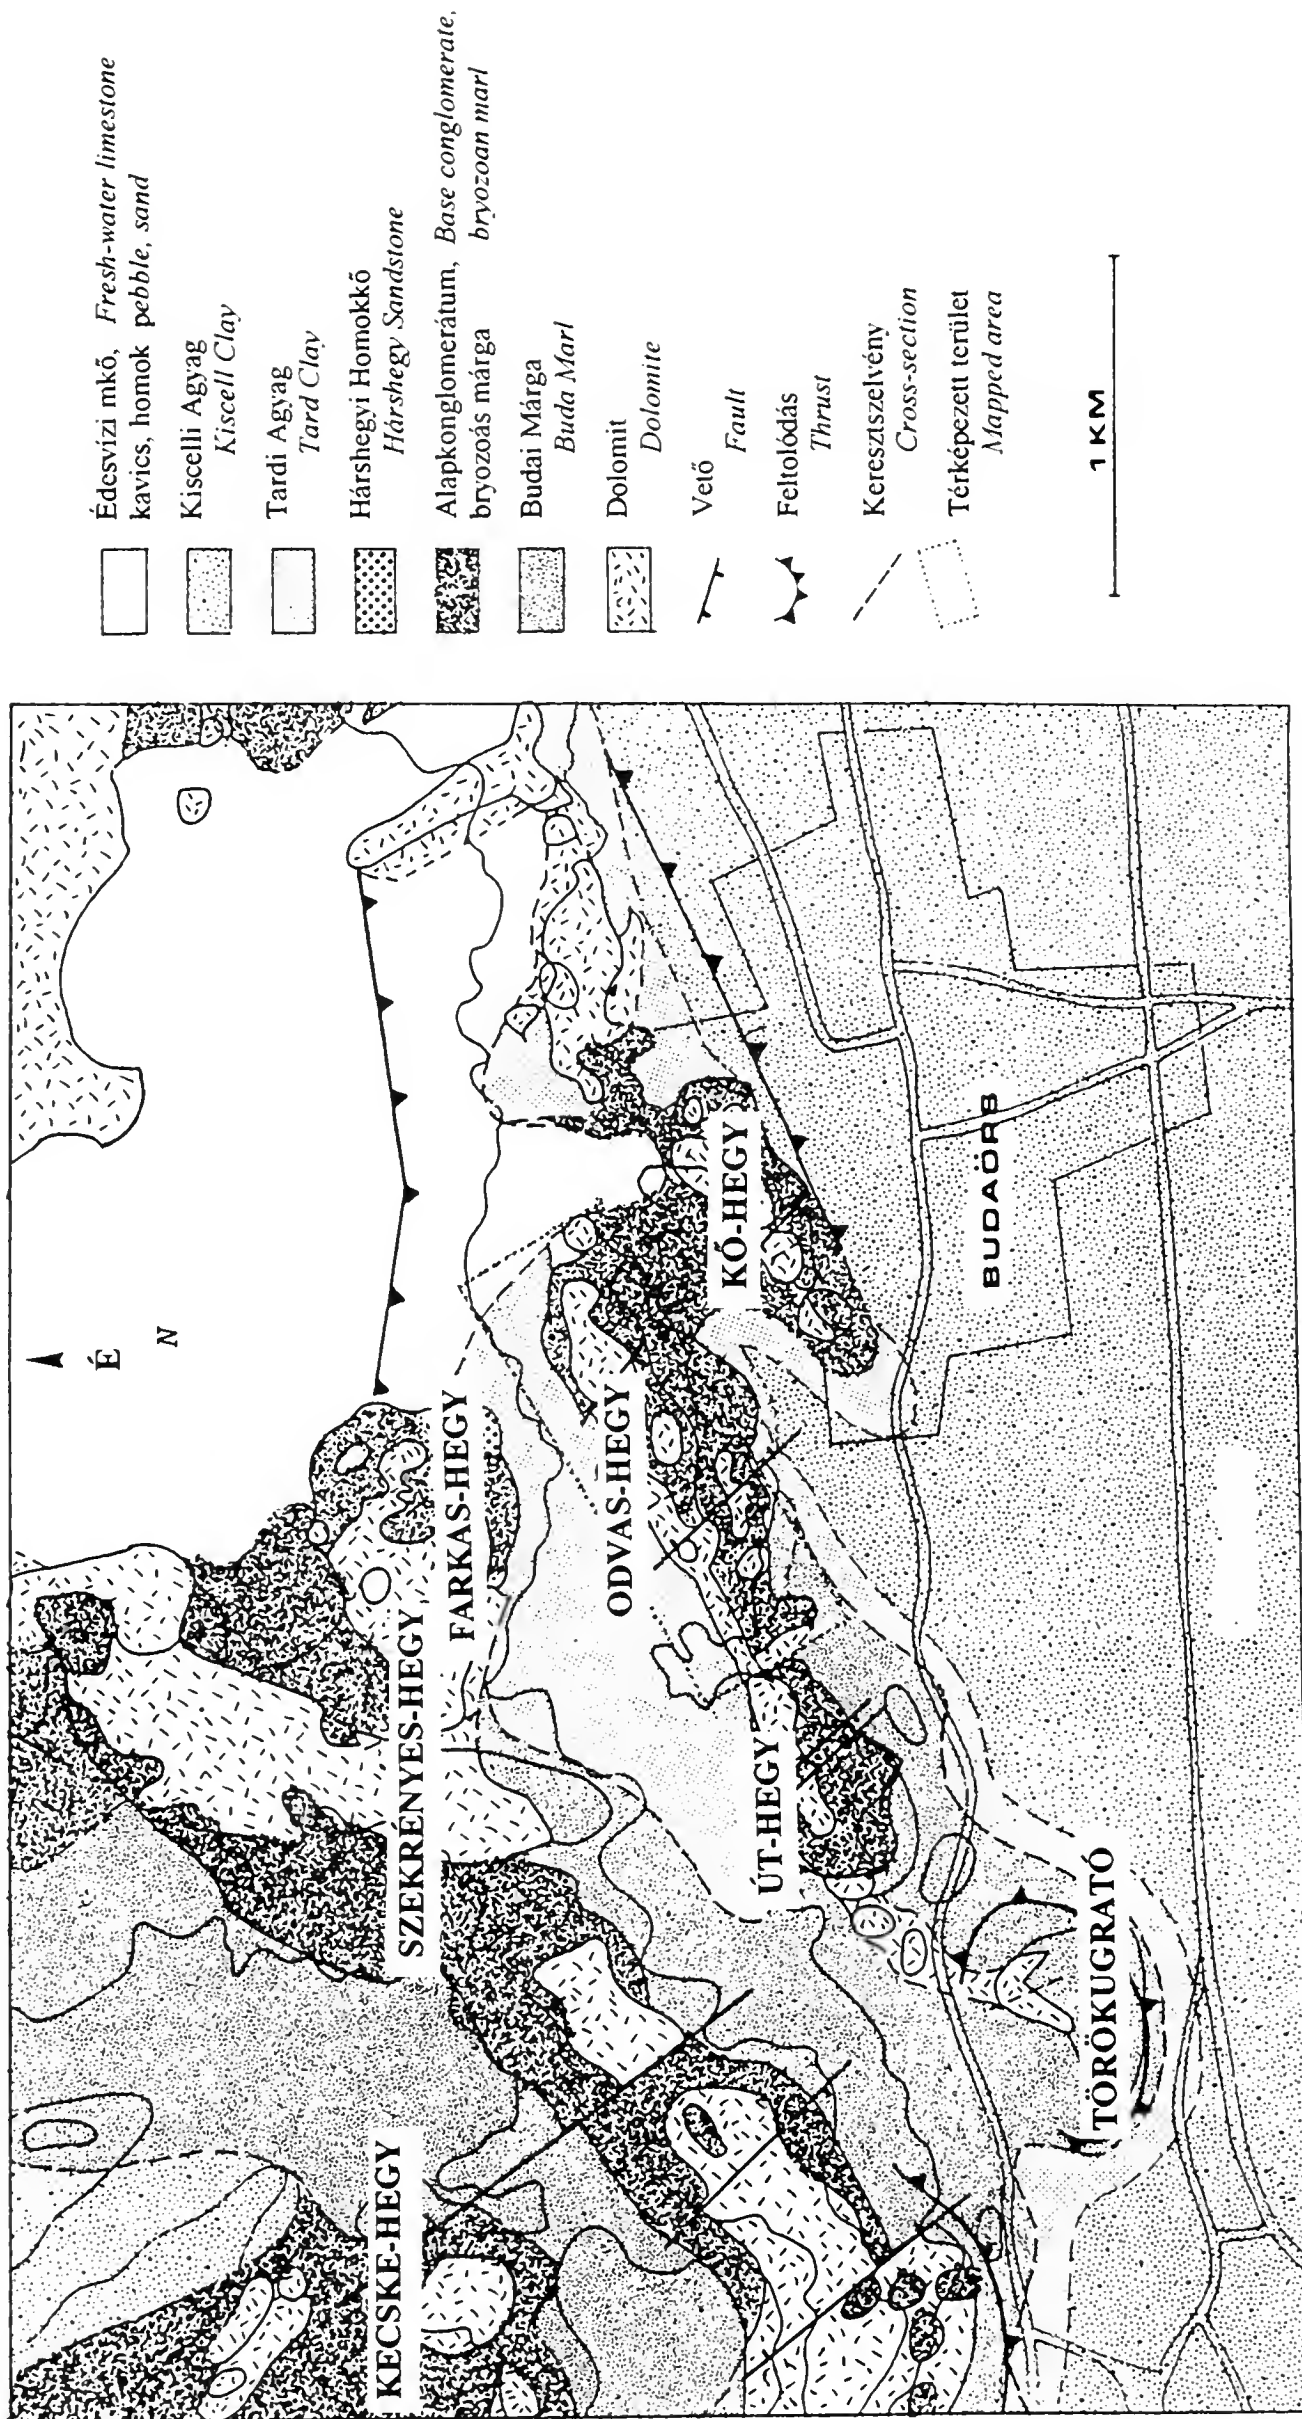 Édesvizi mkő, Fresh-water limestone
kavics, homok pebble, sand
Kiscelli Agyag
Kiscell Clay
Tardi Agyag
Tard Clay
Hárshegyi Homokkő
Hárshegy Sandstone
Alapkonglomerátum, Base conglomerate,
bryozoás márga bryozoan marl
Budai Márga
Buda Marl
Dolomit
Dolomite
Vető
Fault
Feltolódás
Thrust
Keresztszelvény
Cross-section
Térképezett terület
Mapped area
1 KM
É
N
KECSKE-HEGY
SZEKRÉNYES-HEGY
FARKAS-HEGY
ODVAS-HEGY
ÚT-HEGY
KŐ-HEGY
BUDAÖRS
TÖRÖKUGRATÓ